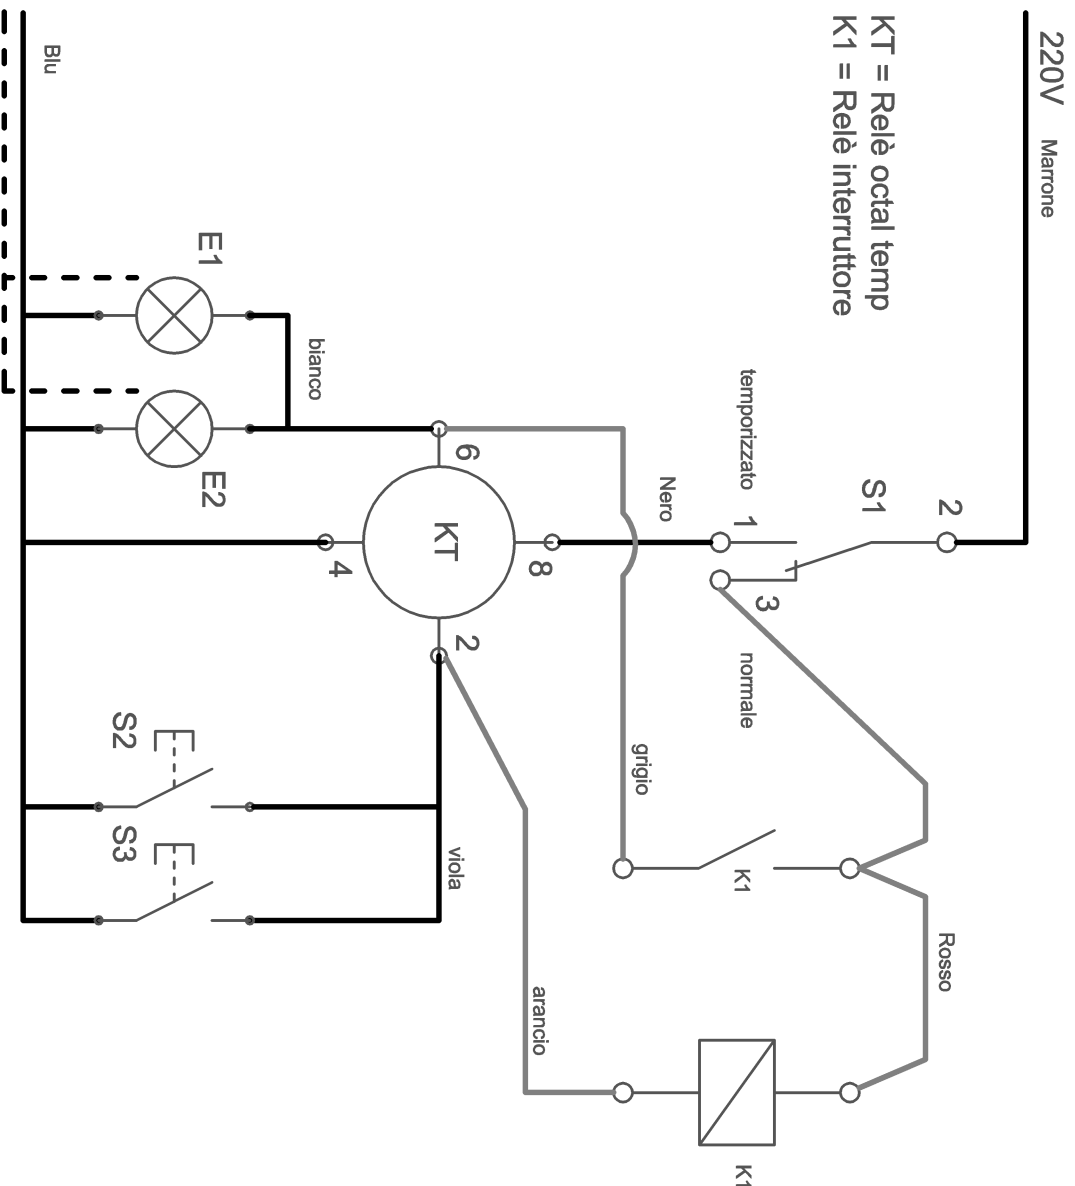 220V
Marrone
KT = Relè octal temp
K1 = Relè interruttore
Blu
E1
E2
bianco
temporizzato
S1
2
1
3
Nero
normale
6
KT
8
4
2
S2
S3
viola
grigio
K1
Rosso
arancio
K1